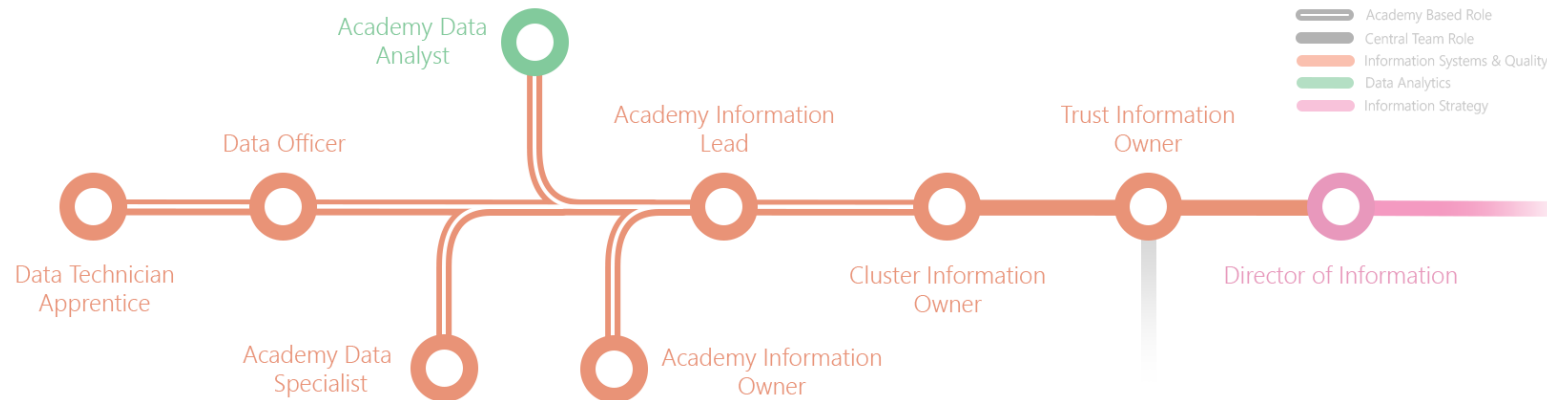 Academy Data
Analyst
Academy Based Role
Central Team Role
Information Systems & Quality
Data Analytics
Information Strategy
Data Officer
Academy Information
Lead
Trust Information
Owner
Data Technician
Apprentice
Cluster Information
Owner
Director of Information
Academy Data
Specialist
Academy Information
Owner